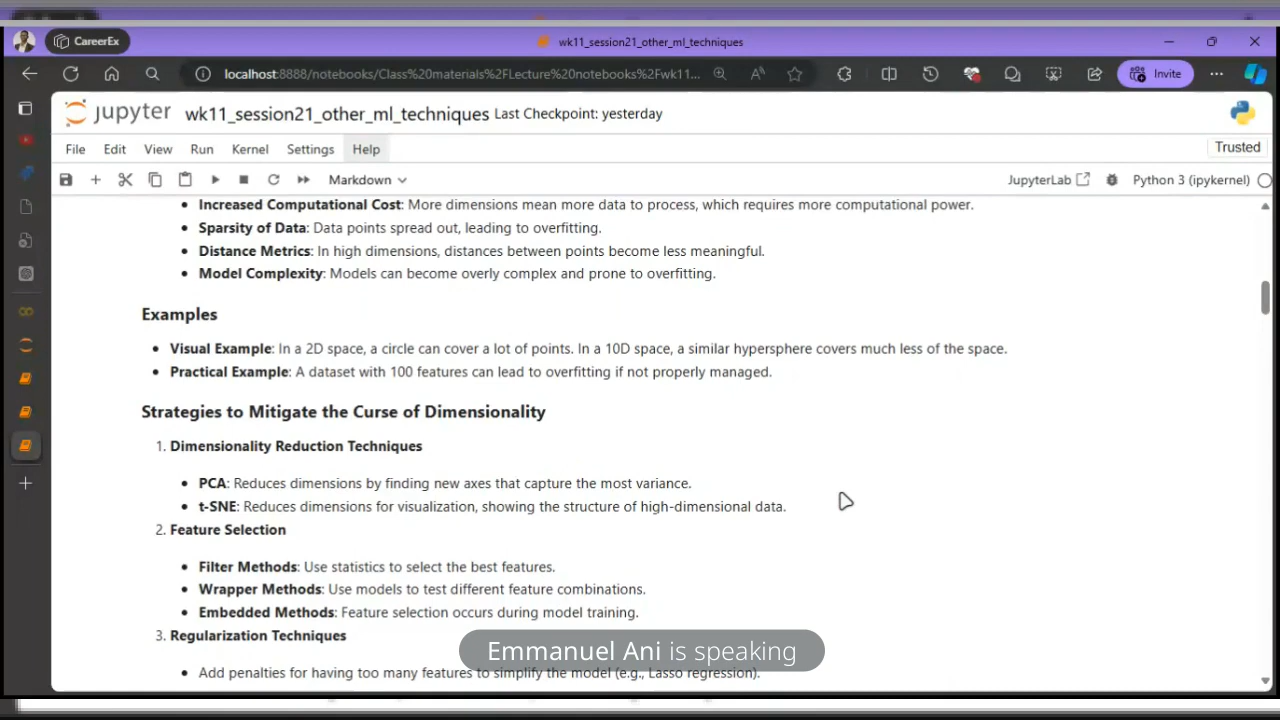 CareerEx
wk11_session21_other_ml_techniques
localhost:8888/notebooks/Class%20materials%2FLecture%20notebooks%2Fwk11...
Invite
jupyter wk11_session21_other_ml_techniques Last Checkpoint: yesterday
File Edit View Run Kernel Settings Help
Trusted
Markdown
JupyterLab
Python 3 (ipykernel)
• Increased Computational Cost: More dimensions mean more data to process, which requires more computational power.
• Sparsity of Data: Data points spread out, leading to overfitting.
• Distance Metrics: In high dimensions, distances between points become less meaningful.
• Model Complexity: Models can become overly complex and prone to overfitting.
Examples
• Visual Example: In a 2D space, a circle can cover a lot of points. In a 10D space, a similar hypersphere covers much less of the space.
• Practical Example: A dataset with 100 features can lead to overfitting if not properly managed.
Strategies to Mitigate the Curse of Dimensionality
1. Dimensionality Reduction Techniques
• PCA: Reduces dimensions by finding new axes that capture the most variance.
• t-SNE: Reduces dimensions for visualization, showing the structure of high-dimensional data.
2. Feature Selection
• Filter Methods: Use statistics to select the best features.
• Wrapper Methods: Use models to test different feature combinations.
• Embedded Methods: Feature selection occurs during model training.
3. Regularization Techniques
Emmanuel Ani is speaking
• Add penalties for having too many features to simplify the model (e.g., Lasso regression).